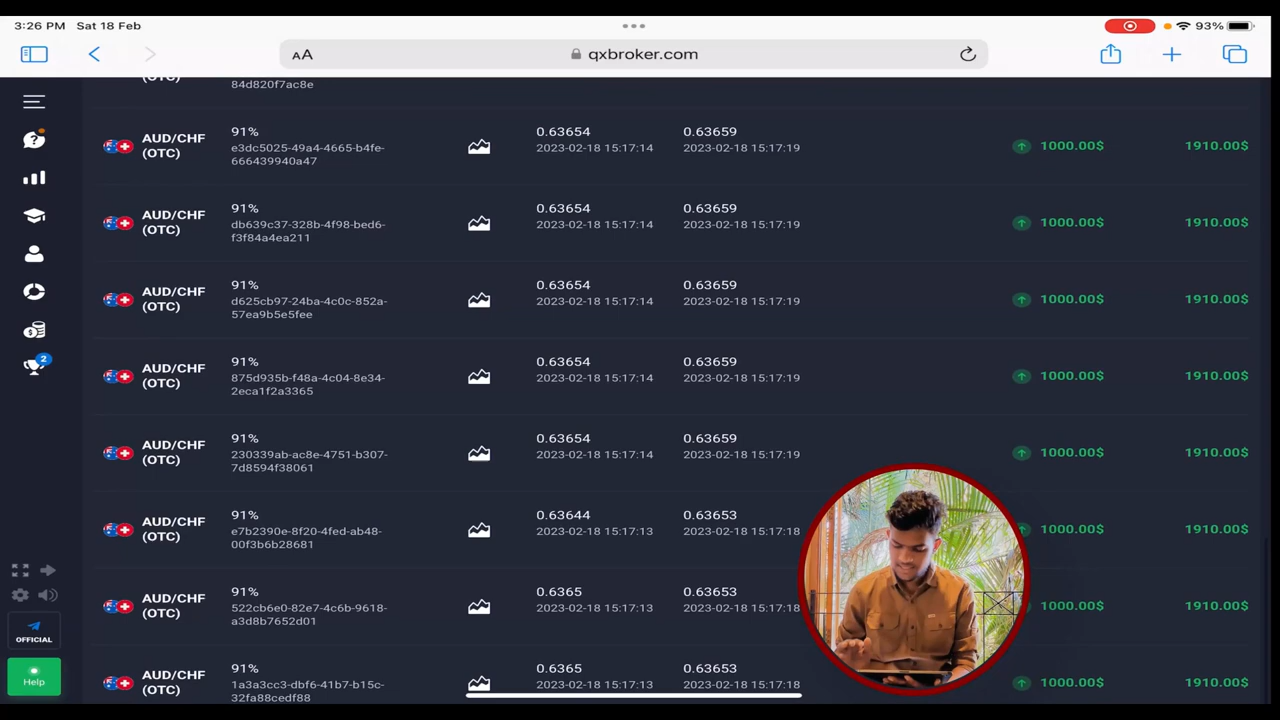 3:26 PM Sat 18 Feb
93%
AA
qxbroker.com
(OTC)
84d820f7ac8e
AUD/CHF
(OTC)
91%
e3dc5025-49a4-4665-b4fe-
666439940a47
0.63654
2023-02-18 15:17:14
0.63659
2023-02-18 15:17:19
1000.00$
1910.00$
AUD/CHF
(OTC)
91%
db639c37-328b-4f98-bed6-
f3f84a4ea211
0.63654
2023-02-18 15:17:14
0.63659
2023-02-18 15:17:19
1000.00$
1910.00$
AUD/CHF
(OTC)
91%
d625cb97-24ba-4c0c-852a-
57ea9b5e5fee
0.63654
2023-02-18 15:17:14
0.63659
2023-02-18 15:17:19
1000.00$
1910.00$
AUD/CHF
(OTC)
91%
875d935b-f48a-4c04-8e34-
2eca1f2a3365
0.63654
2023-02-18 15:17:14
0.63659
2023-02-18 15:17:19
1000.00$
1910.00$
AUD/CHF
(OTC)
91%
230339ab-ac8e-4751-b307-
7d8594f38061
0.63654
2023-02-18 15:17:14
0.63659
2023-02-18 15:17:19
1000.00$
1910.00$
AUD/CHF
(OTC)
91%
e7b2390e-8f20-4fed-ab48-
00f3b6b28681
0.63644
2023-02-18 15:17:13
0.63653
2023-02-18 15:17:18
1000.00$
1910.00$
AUD/CHF
(OTC)
91%
522cb6e0-82e7-4c6b-9618-
a3d8b7652d01
0.6365
2023-02-18 15:17:13
0.63653
2023-02-18 15:17:18
1000.00$
1910.00$
AUD/CHF
(OTC)
91%
1a3a3cc3-dbf6-41b7-b15c-
32fa88cedf88
0.6365
2023-02-18 15:17:13
0.63653
2023-02-18 15:17:18
1000.00$
1910.00$
2
OFFICIAL
Help